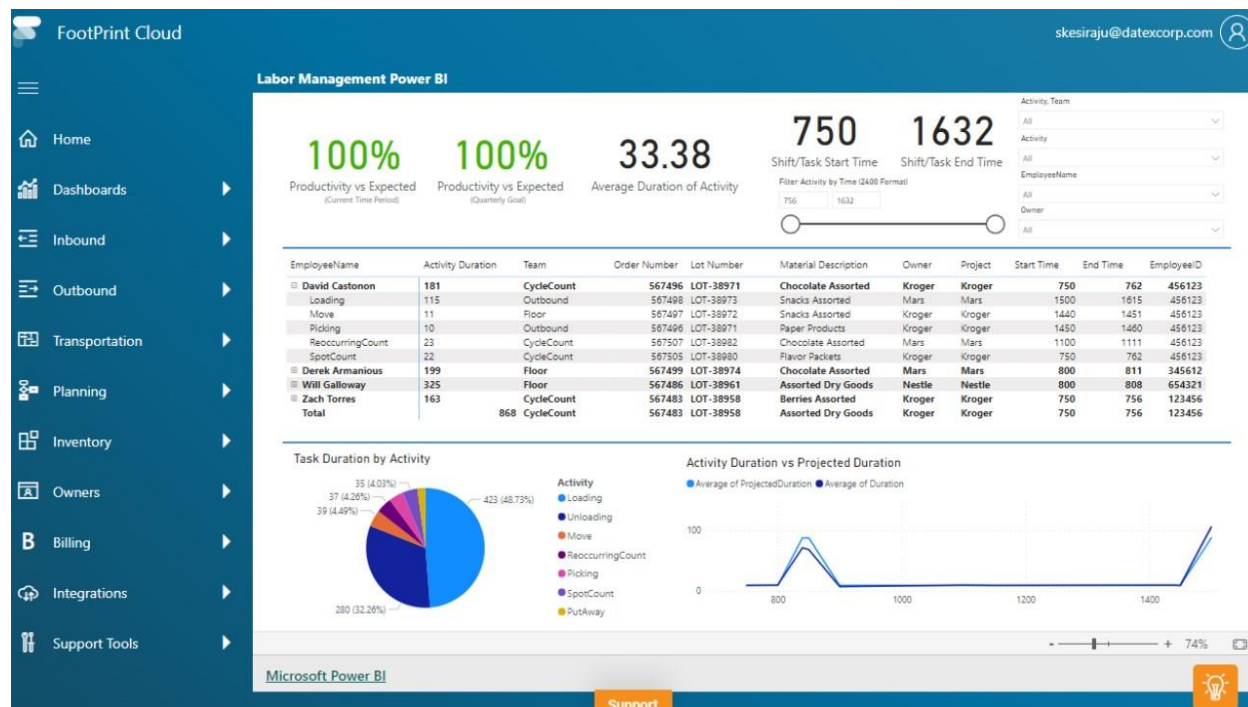 FootPrint Cloud
skesiraju@datexcorp.com
Labor Management Power BI
Home
Dashboards
Inbound
Outbound
Transportation
Planning
Inventory
Owners
B Billing
Integrations
Support Tools
100%
Productivity vs Expected
(Current Time Period)
100%
Productivity vs Expected
(Quarterly Goal)
33.38
Average Duration of Activity
750
Shift/Task Start Time
1632
Shift/Task End Time
Filter Activity by Time (2400 Format)
756 1632
Activity, Team
All
Activity
All
EmployeeName
All
Owner
All
EmployeeName Activity Duration Team Order Number Lot Number Material Description Owner Project Start Time End Time EmployeeID
David Castonon 181 CycleCount 567496 LOT-38971 Chocolate Assorted Kroger Kroger 750 762 456123
Loading 115 Outbound 567498 LOT-38973 Snacks Assorted Mars Mars 1500 1615 456123
Move 11 Floor 567497 LOT-38972 Snacks Assorted Kroger Kroger 1440 1451 456123
Picking 10 Outbound 567496 LOT-38971 Paper Products Kroger Kroger 1450 1460 456123
ReoccurringCount 23 CycleCount 567507 LOT-38982 Chocolate Assorted Mars Mars 1100 1111 456123
SpotCount 22 CycleCount 567505 LOT-38980 Flavor Packets Kroger Kroger 750 762 456123
Derek Armanious 199 Floor 567499 LOT-38974 Chocolate Assorted Mars Mars 800 811 345612
Will Galloway 325 Floor 567486 LOT-38961 Assorted Dry Goods Nestle Nestle 800 808 654321
Zach Torres 163 CycleCount 567483 LOT-38958 Berries Assorted Kroger Kroger 750 756 123456
Total 868 CycleCount 567483 LOT-38958 Assorted Dry Goods Kroger Kroger 750 756 123456
Task Duration by Activity
35 (4.03%)
37 (4.26%)
39 (4.49%)
423 (48.73%)
280 (32.26%)
Activity
Loading
Unloading
Move
ReoccurringCount
Picking
SpotCount
PutAway
Activity Duration vs Projected Duration
Average of ProjectedDuration Average of Duration
100
0
800 1000 1200 1400
- + 74%
Microsoft Power BI
Support